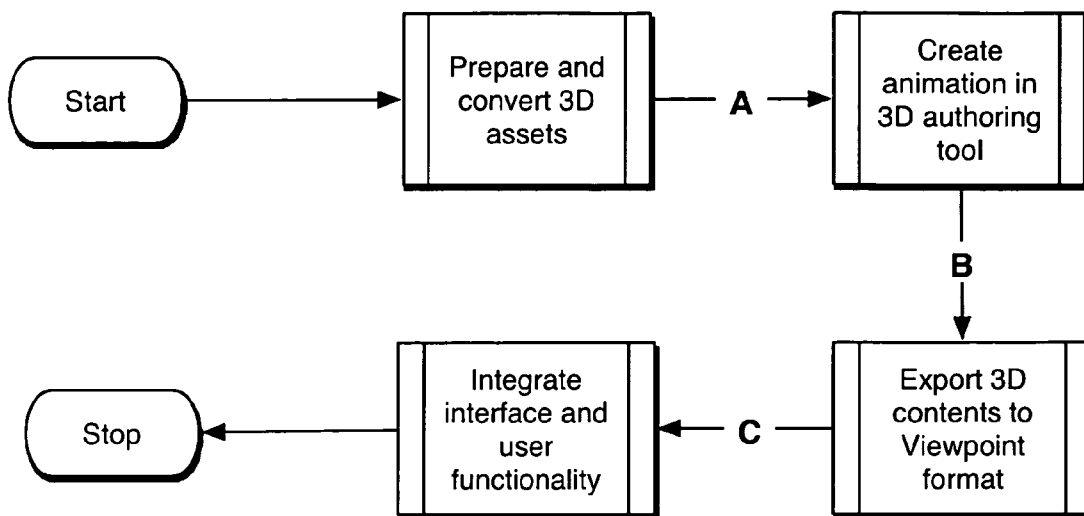 Start
Prepare and
convert 3D
assets
A
Create
animation in
3D authoring
tool
B
Export 3D
contents to
Viewpoint
format
C
Integrate
interface and
user
functionality
Stop